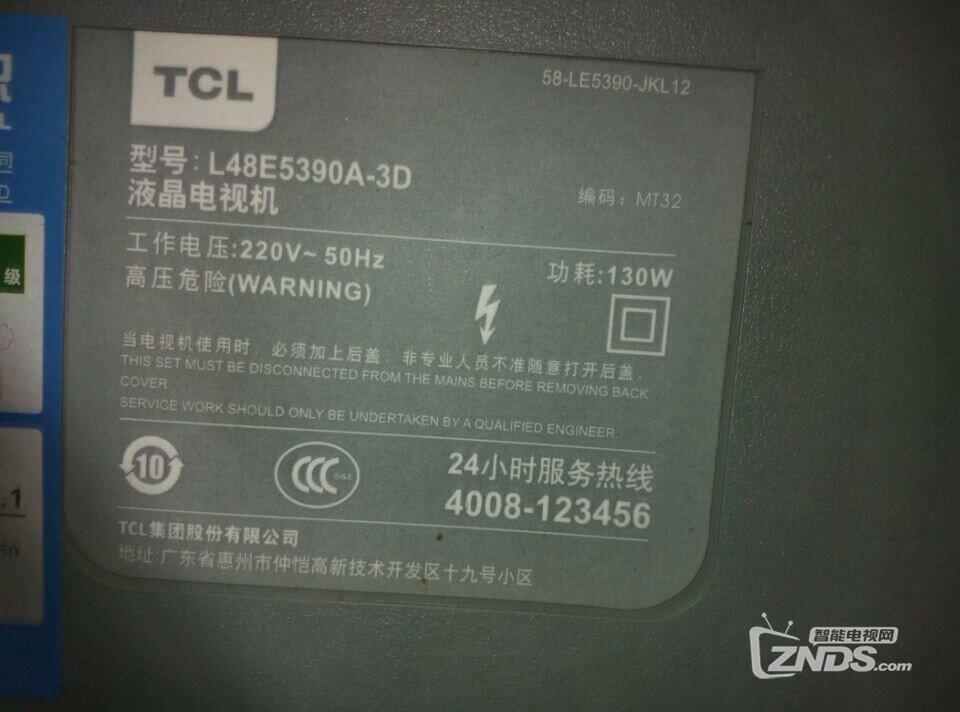 TCL
58-LE5390-JKL12
型号: L48E5390A-3D
液晶电视机
编码: MT32
工作电压:220V~ 50Hz
功耗:130W
高压危险(WARNING)
当电视机使用时，必须加上后盖．非专业人员不准随意打开后盖．
THIS SET MUST BE DISCONNECTED FROM THE MAINS BEFORE REMOVING BACK
COVER.
SERVICE WORK SHOULD ONLY BE UNDERTAKEN BY A QUALIFIED ENGINEER.
10
CCC S&E
24小时服务热线
4008-123456
TCL集团股份有限公司
地址:广东省惠州市仲恺高新技术开发区十九号小区
级
.1
智能电视网
ZNDS.com